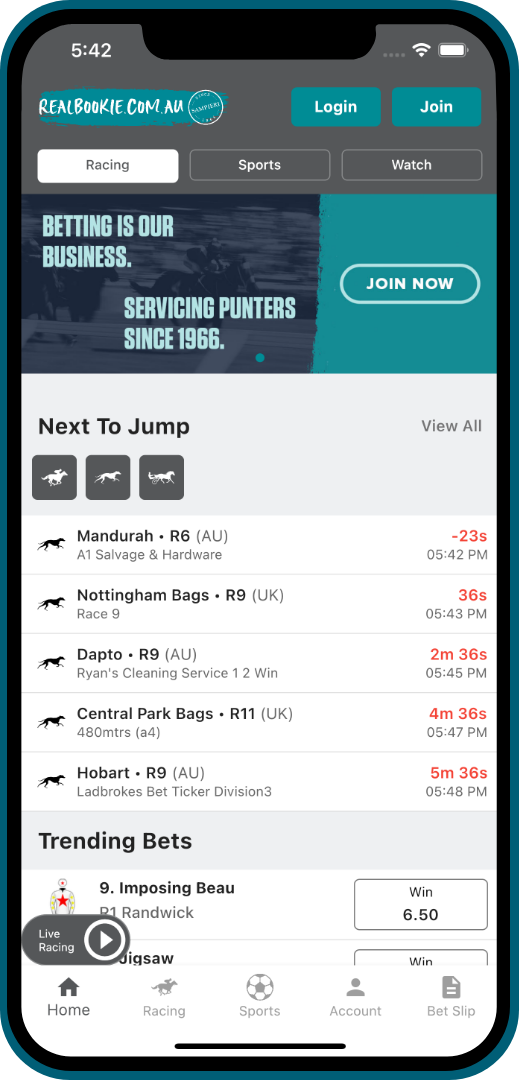 5:42
REALBOOKIE.COM.AU
SAMPIERI
Login
Join
Racing
Sports
Watch
BETTING IS OUR
BUSINESS.
SERVICING PUNTERS
SINCE 1966.
JOIN NOW
Next To Jump
View All
Mandurah • R6 (AU)
-23s
A1 Salvage & Hardware
05:42 PM
Nottingham Bags • R9 (UK)
36s
Race 9
05:43 PM
Dapto • R9 (AU)
2m 36s
Ryan's Cleaning Service 1 2 Win
05:45 PM
Central Park Bags • R11 (UK)
4m 36s
480mtrs (a4)
05:47 PM
Hobart • R9 (AU)
5m 36s
Ladbrokes Bet Ticker Division3
05:48 PM
Trending Bets
9. Imposing Beau
R1 Randwick
Win
6.50
Live
Racing
Jigsaw
Win
Home
Racing
Sports
Account
Bet Slip